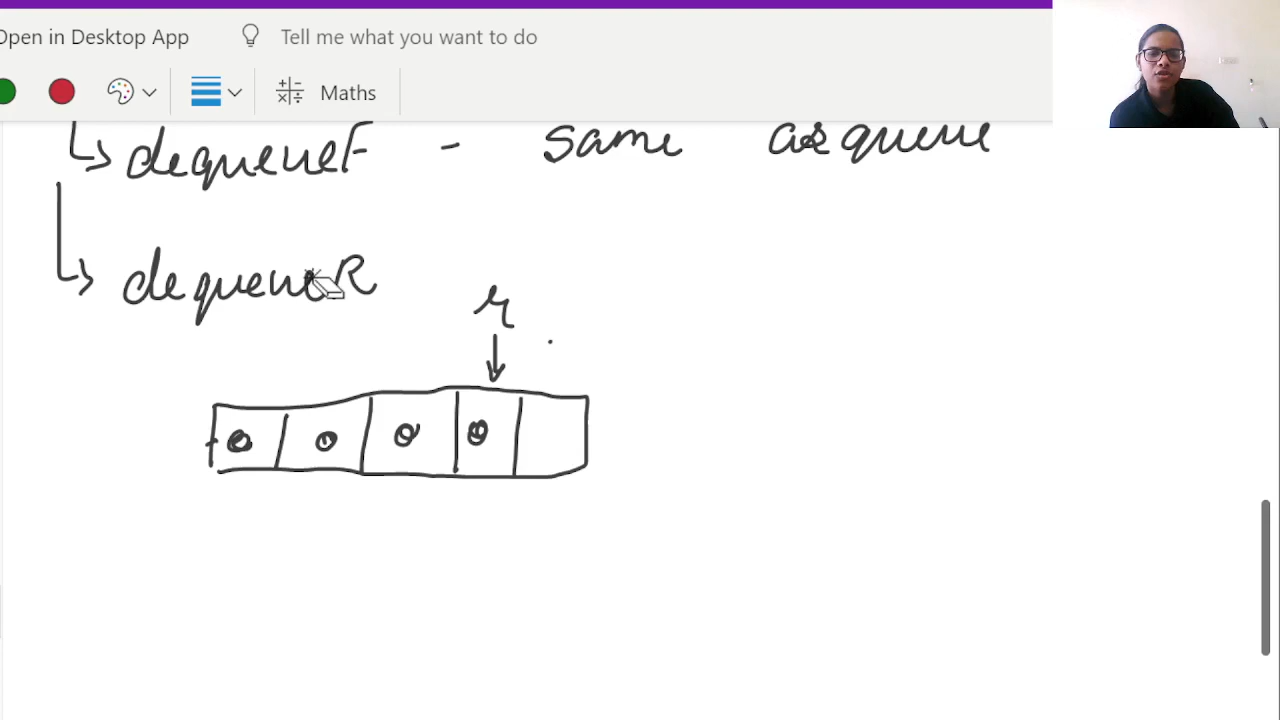 Open in Desktop App Tell me what you want to do
Maths
↳ dequeueF - same as queue
↳ dequeueR
r